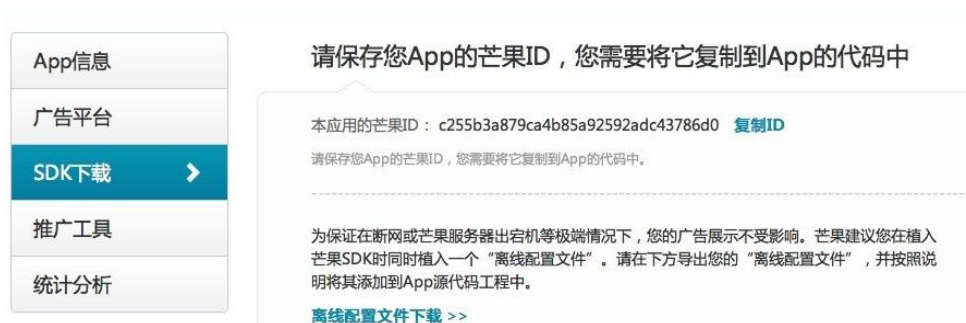 App信息
广告平台
SDK下载
推广工具
统计分析
请保存您App的芒果ID，您需要将它复制到App的代码中
本应用的芒果ID： c255b3a879ca4b85a92592adc43786d0 复制ID
请保存您App的芒果ID，您需要将它复制到App的代码中。
为保证在断网或芒果服务器出宕机等极端情况下，您的广告展示不受影响。芒果建议您在植入
芒果SDK时同时植入一个“离线配置文件”。请在下方导出您的“离线配置文件”，并按照说
明将其添加到App源代码工程中。
离线配置文件下载 >>